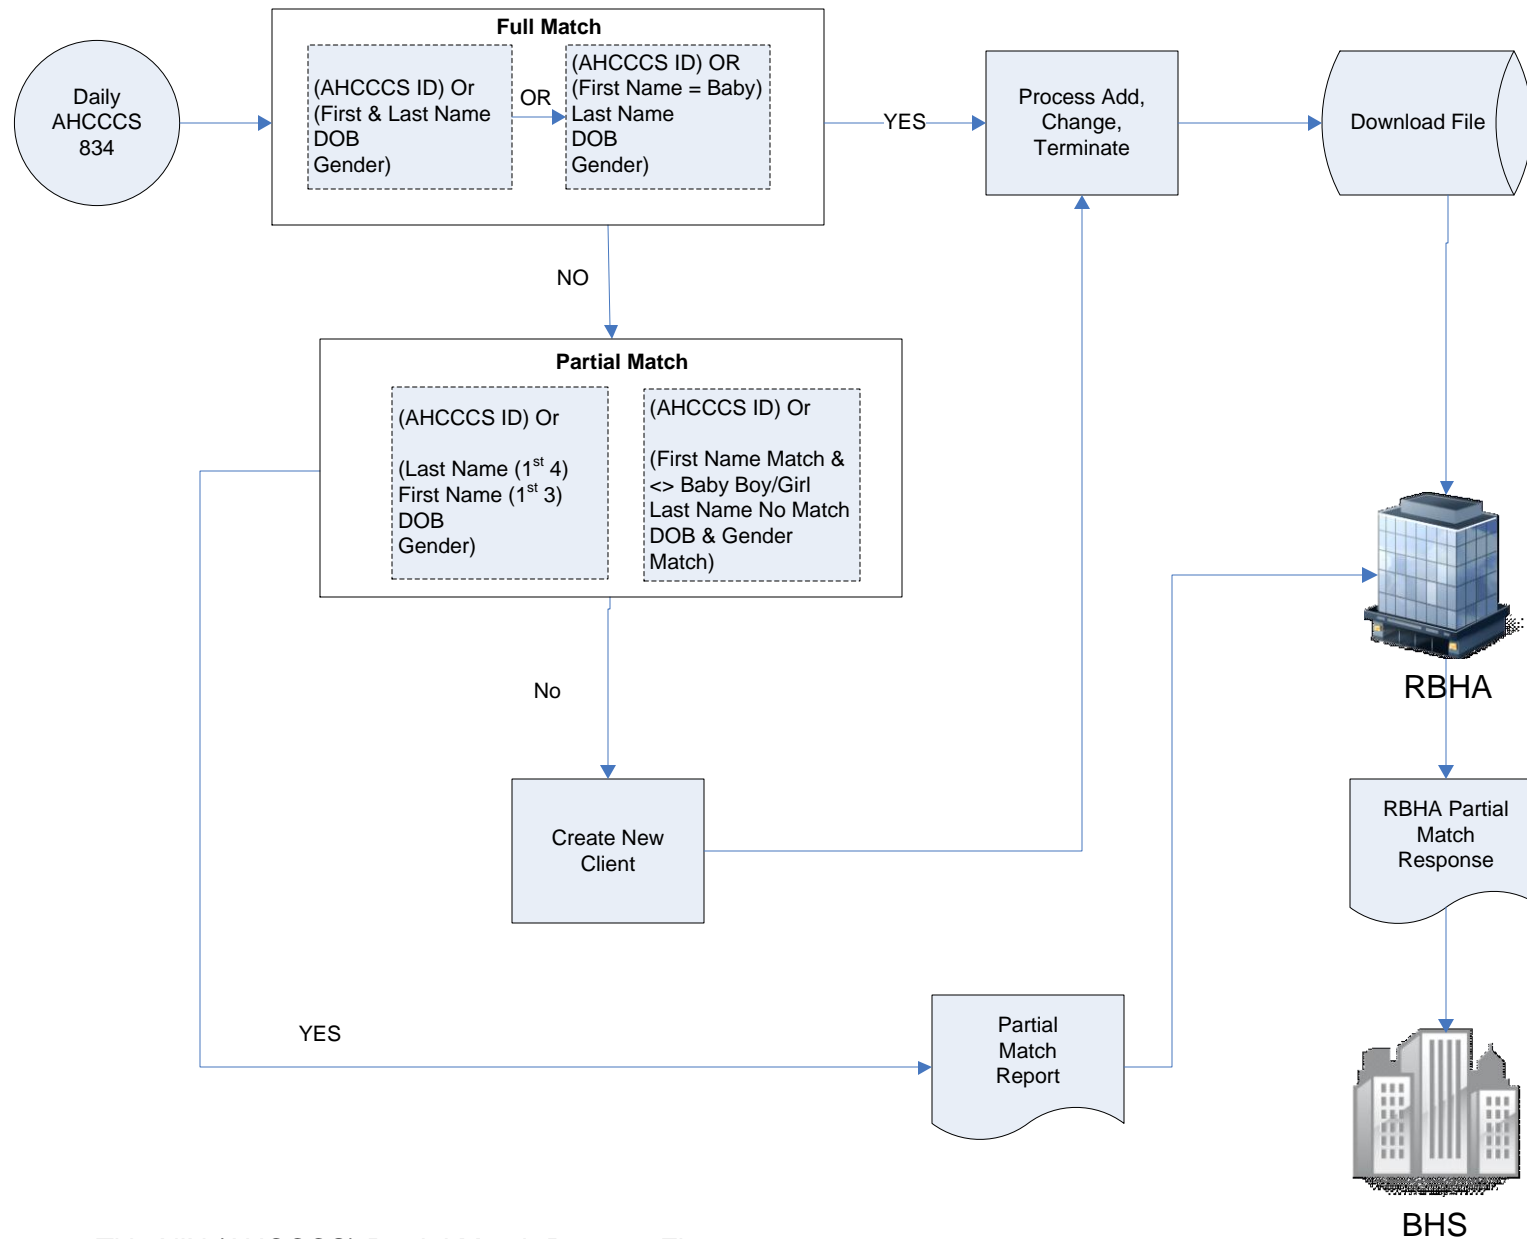 Daily
AHCCCS
834
Full Match
(AHCCCS ID) Or
(First & Last Name
DOB
Gender)
OR
(AHCCCS ID) OR
(First Name = Baby)
Last Name
DOB
Gender)
YES
Process Add,
Change,
Terminate
Download File
NO
Partial Match
(AHCCCS ID) Or
(Last Name (1st 4)
First Name (1st 3)
DOB
Gender)
(AHCCCS ID) Or
(First Name Match &
<> Baby Boy/Girl
Last Name No Match
DOB & Gender
Match)
RBHA
No
Create New
Client
RBHA Partial
Match
Response
YES
Partial
Match
Report
BHS